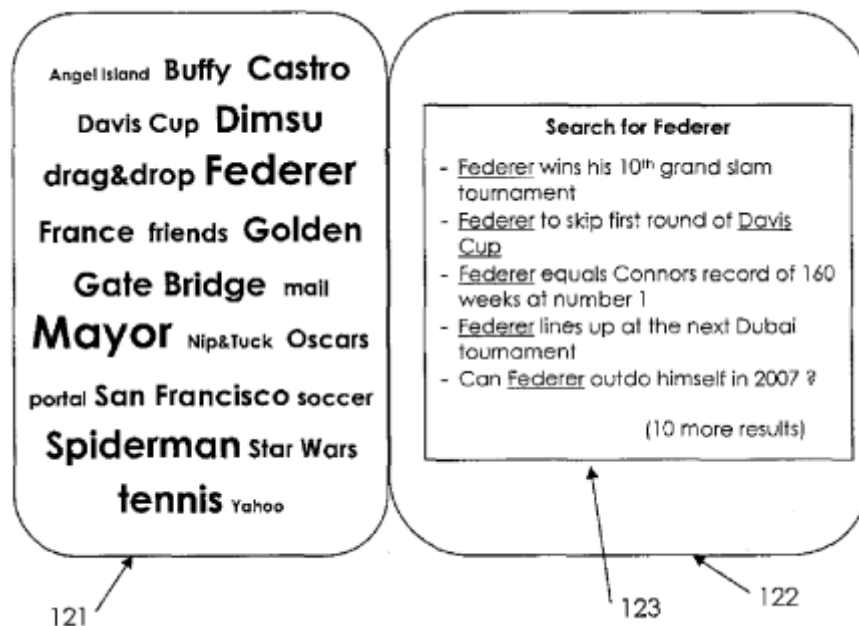 Angel Island Buffy Castro
Davis Cup Dimsu
drag&drop Federer
France friends Golden
Gate Bridge mail
Mayor Nip&Tuck Oscars
portal San Francisco soccer
Spiderman Star Wars
tennis Yahoo
121
Search for Federer
- Federer wins his 10th grand slam
tournament
- Federer to skip first round of Davis
Cup
- Federer equals Connors record of 160
weeks at number 1
- Federer lines up at the next Dubai
tournament
- Can Federer outdo himself in 2007 ?
(10 more results)
123
122